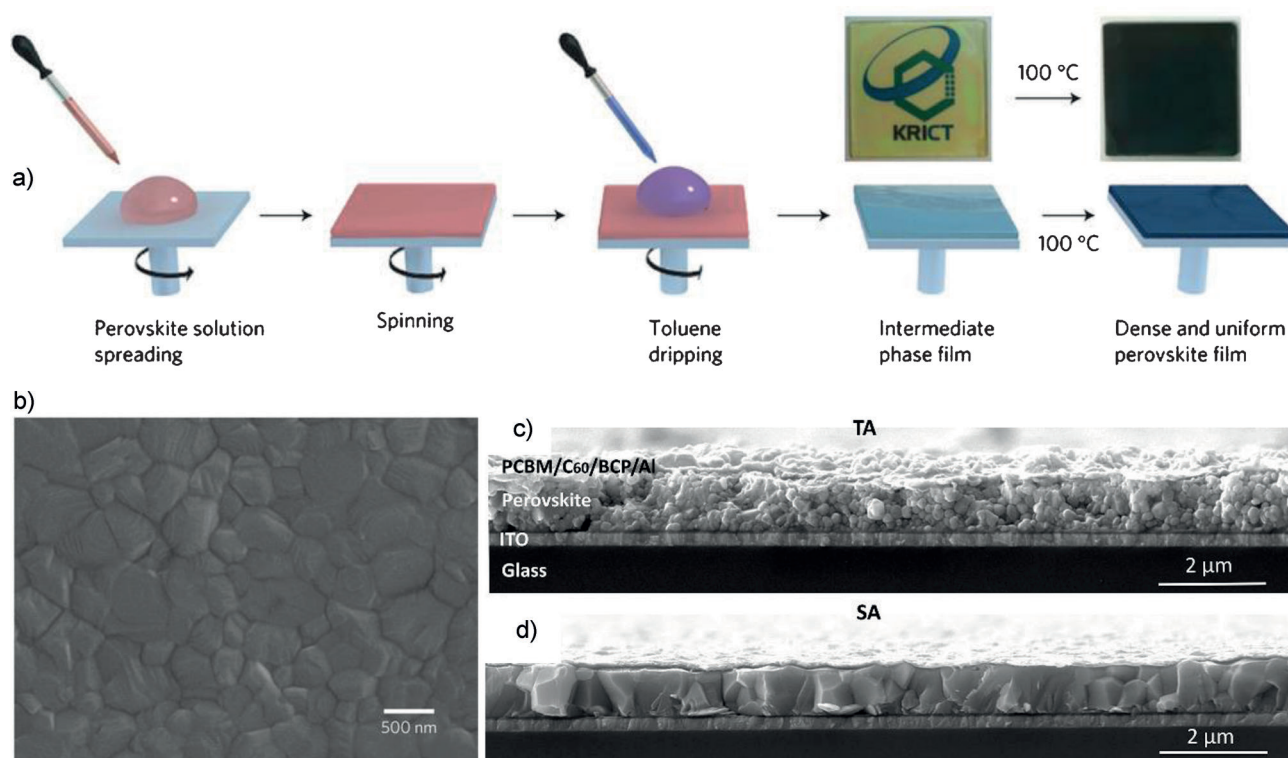 KRICT
100 °C
a)
100 °C
Perovskite solution
spreading
Spinning
Toluene
dripping
Intermediate
phase film
Dense and uniform
perovskite film
b)
500 nm
c)
TA
PCBM/C₆₀/BCP/Al
Perovskite
ITO
Glass
2 μm
d)
SA
2 μm